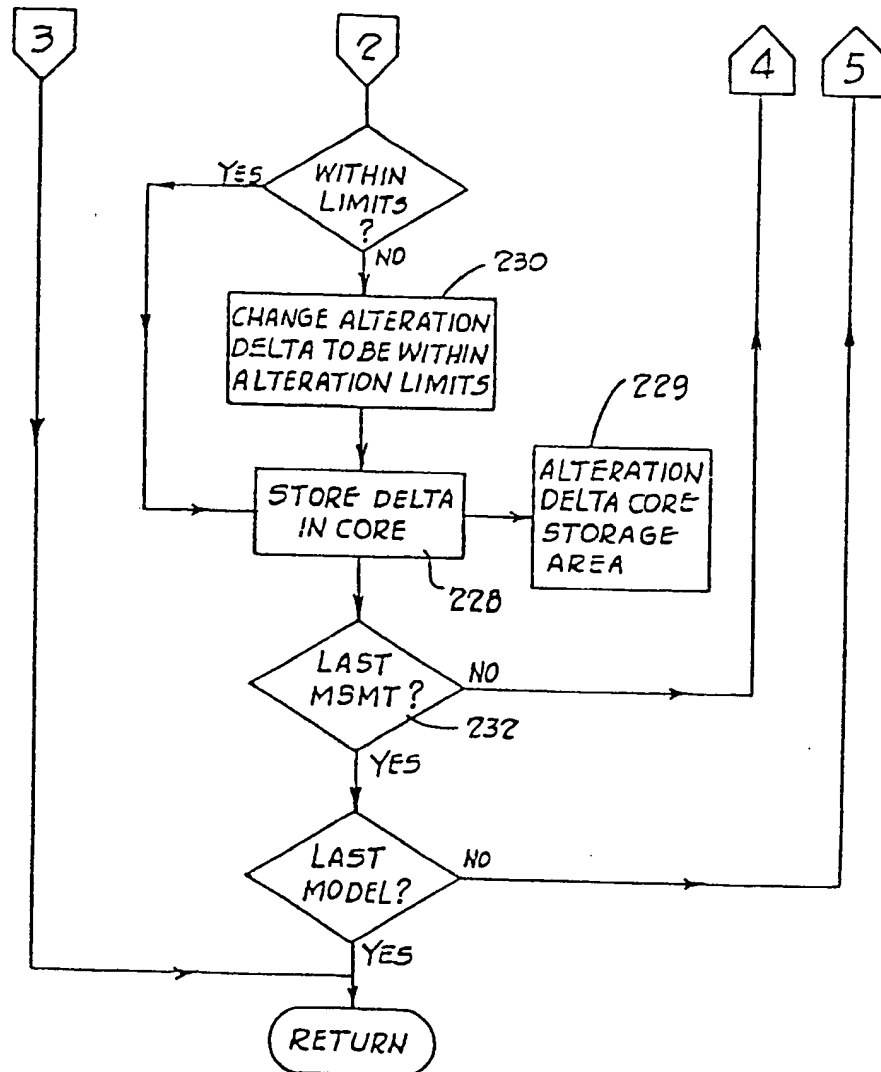 3
2
4
5
YES
WITHIN
LIMITS
?
NO
230
CHANGE ALTERATION
DELTA TO BE WITHIN
ALTERATION LIMITS
229
STORE DELTA
IN CORE
228
ALTERATION
DELTA CORE
STORAGE
AREA
LAST
MSMT?
NO
232
YES
LAST
MODEL?
NO
YES
RETURN